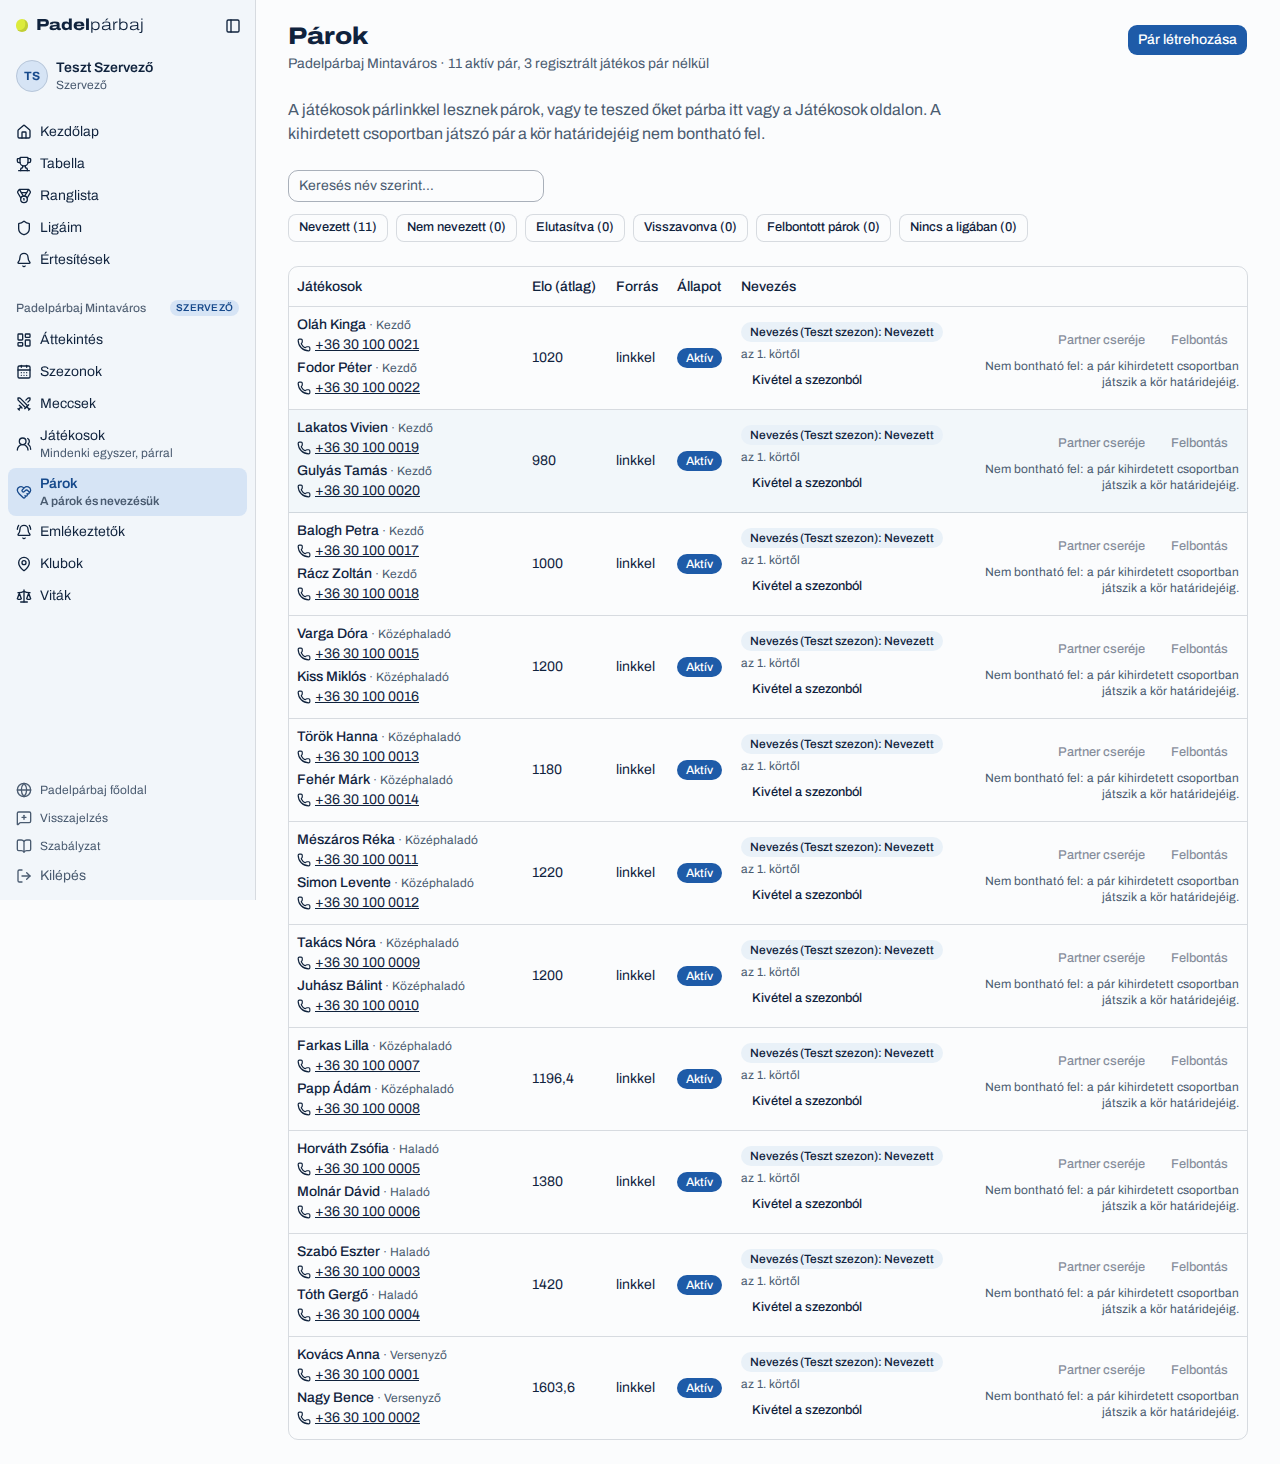 Padelpárbaj
TS
Teszt Szervező
Szervező
Kezdőlap
Tabella
Ranglista
Ligáim
Értesítések
Padelpárbaj Mintaváros
SZERVEZŐ
Áttekintés
Szezonok
Meccsek
Játékosok
Mindenki egyszer, párral
Párok
A párok és nevezésük
Emlékeztetők
Klubok
Viták
Padelpárbaj főoldal
Visszajelzés
Szabályzat
Kilépés
Párok
Padelpárbaj Mintaváros · 11 aktív pár, 3 regisztrált játékos pár nélkül
Pár létrehozása
A játékosok párlinkkel lesznek párok, vagy te teszed őket párba itt vagy a Játékosok oldalon. A
kihirdetett csoportban játszó pár a kör határidejéig nem bontható fel.
Keresés név szerint...
Nevezett (11) Nem nevezett (0) Elutasítva (0) Visszavonva (0) Felbontott párok (0) Nincs a ligában (0)
Játékosok Elo (átlag) Forrás Állapot Nevezés
Oláh Kinga · Kezdő
+36 30 100 0021
Fodor Péter · Kezdő
+36 30 100 0022
1020 linkkel Aktív
Nevezés (Teszt szezon): Nevezett
az 1. körtől
Kivétel a szezonból
Partner cseréje Felbontás
Nem bontható fel: a pár kihirdetett csoportban
játszik a kör határidejéig.
Lakatos Vivien · Kezdő
+36 30 100 0019
Gulyás Tamás · Kezdő
+36 30 100 0020
980 linkkel Aktív
Nevezés (Teszt szezon): Nevezett
az 1. körtől
Kivétel a szezonból
Partner cseréje Felbontás
Nem bontható fel: a pár kihirdetett csoportban
játszik a kör határidejéig.
Balogh Petra · Kezdő
+36 30 100 0017
Rácz Zoltán · Kezdő
+36 30 100 0018
1000 linkkel Aktív
Nevezés (Teszt szezon): Nevezett
az 1. körtől
Kivétel a szezonból
Partner cseréje Felbontás
Nem bontható fel: a pár kihirdetett csoportban
játszik a kör határidejéig.
Varga Dóra · Középhaladó
+36 30 100 0015
Kiss Miklós · Középhaladó
+36 30 100 0016
1200 linkkel Aktív
Nevezés (Teszt szezon): Nevezett
az 1. körtől
Kivétel a szezonból
Partner cseréje Felbontás
Nem bontható fel: a pár kihirdetett csoportban
játszik a kör határidejéig.
Török Hanna · Középhaladó
+36 30 100 0013
Fehér Márk · Középhaladó
+36 30 100 0014
1180 linkkel Aktív
Nevezés (Teszt szezon): Nevezett
az 1. körtől
Kivétel a szezonból
Partner cseréje Felbontás
Nem bontható fel: a pár kihirdetett csoportban
játszik a kör határidejéig.
Mészáros Réka · Középhaladó
+36 30 100 0011
Simon Levente · Középhaladó
+36 30 100 0012
1220 linkkel Aktív
Nevezés (Teszt szezon): Nevezett
az 1. körtől
Kivétel a szezonból
Partner cseréje Felbontás
Nem bontható fel: a pár kihirdetett csoportban
játszik a kör határidejéig.
Takács Nóra · Középhaladó
+36 30 100 0009
Juhász Bálint · Középhaladó
+36 30 100 0010
1200 linkkel Aktív
Nevezés (Teszt szezon): Nevezett
az 1. körtől
Kivétel a szezonból
Partner cseréje Felbontás
Nem bontható fel: a pár kihirdetett csoportban
játszik a kör határidejéig.
Farkas Lilla · Középhaladó
+36 30 100 0007
Papp Ádám · Középhaladó
+36 30 100 0008
1196,4 linkkel Aktív
Nevezés (Teszt szezon): Nevezett
az 1. körtől
Kivétel a szezonból
Partner cseréje Felbontás
Nem bontható fel: a pár kihirdetett csoportban
játszik a kör határidejéig.
Horváth Zsófia · Haladó
+36 30 100 0005
Molnár Dávid · Haladó
+36 30 100 0006
1380 linkkel Aktív
Nevezés (Teszt szezon): Nevezett
az 1. körtől
Kivétel a szezonból
Partner cseréje Felbontás
Nem bontható fel: a pár kihirdetett csoportban
játszik a kör határidejéig.
Szabó Eszter · Haladó
+36 30 100 0003
Tóth Gergő · Haladó
+36 30 100 0004
1420 linkkel Aktív
Nevezés (Teszt szezon): Nevezett
az 1. körtől
Kivétel a szezonból
Partner cseréje Felbontás
Nem bontható fel: a pár kihirdetett csoportban
játszik a kör határidejéig.
Kovács Anna · Versenyző
+36 30 100 0001
Nagy Bence · Versenyző
+36 30 100 0002
1603,6 linkkel Aktív
Nevezés (Teszt szezon): Nevezett
az 1. körtől
Kivétel a szezonból
Partner cseréje Felbontás
Nem bontható fel: a pár kihirdetett csoportban
játszik a kör határidejéig.